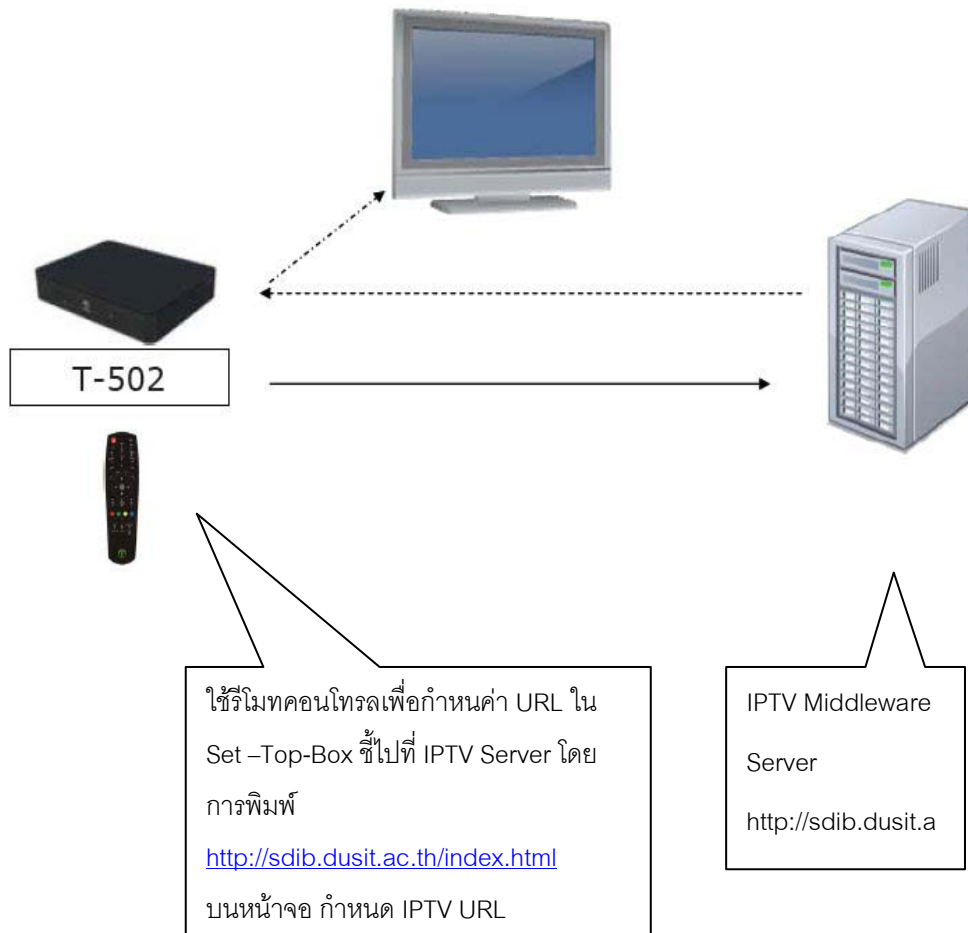 T-502
ใช้รีโมทคอนโทรลเพื่อกำหนค่า URL ใน
Set –Top-Box ชี้ไปที่ IPTV Server โดย
การพิมพ์
http://sdib.dusit.ac.th/index.html
บนหน้าจอ กำหนด IPTV URL
IPTV Middleware
Server
http://sdib.dusit.a